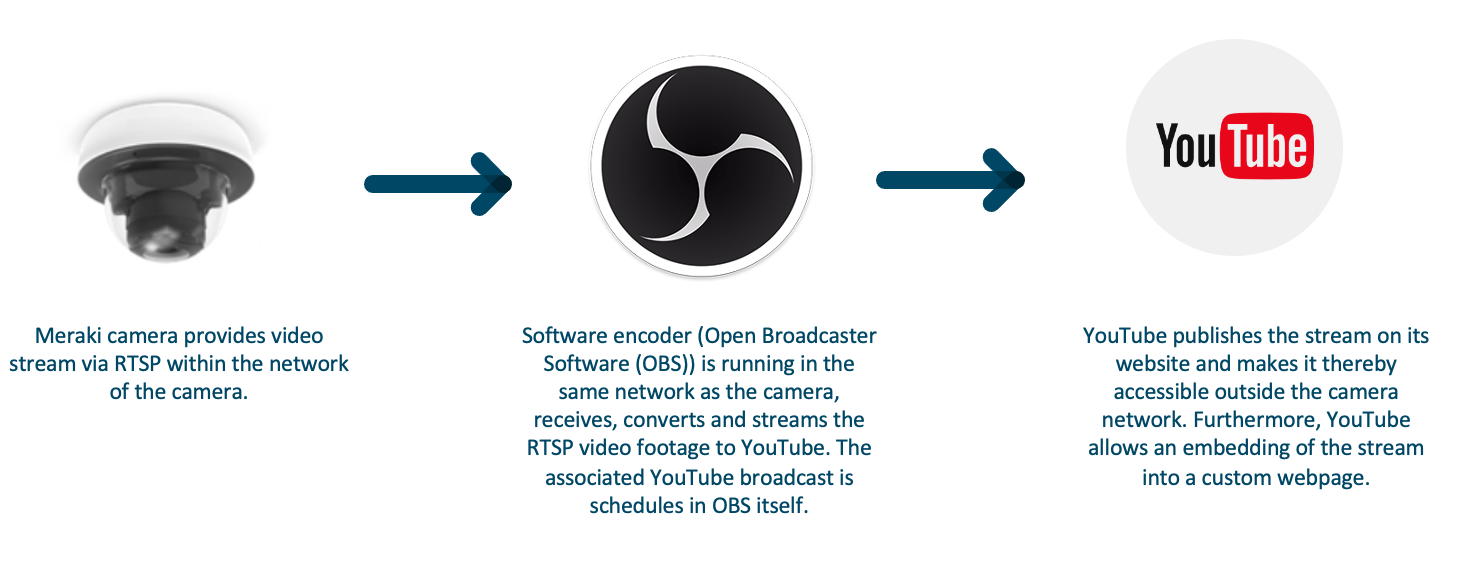 YouTube
Meraki camera provides video
stream via RTSP within the network
of the camera.
Software encoder (Open Broadcaster
Software (OBS)) is running in the
same network as the camera,
receives, converts and streams the
RTSP video footage to YouTube. The
associated YouTube broadcast is
schedules in OBS itself.
YouTube publishes the stream on its
website and makes it thereby
accessible outside the camera
network. Furthermore, YouTube
allows an embedding of the stream
into a custom webpage.